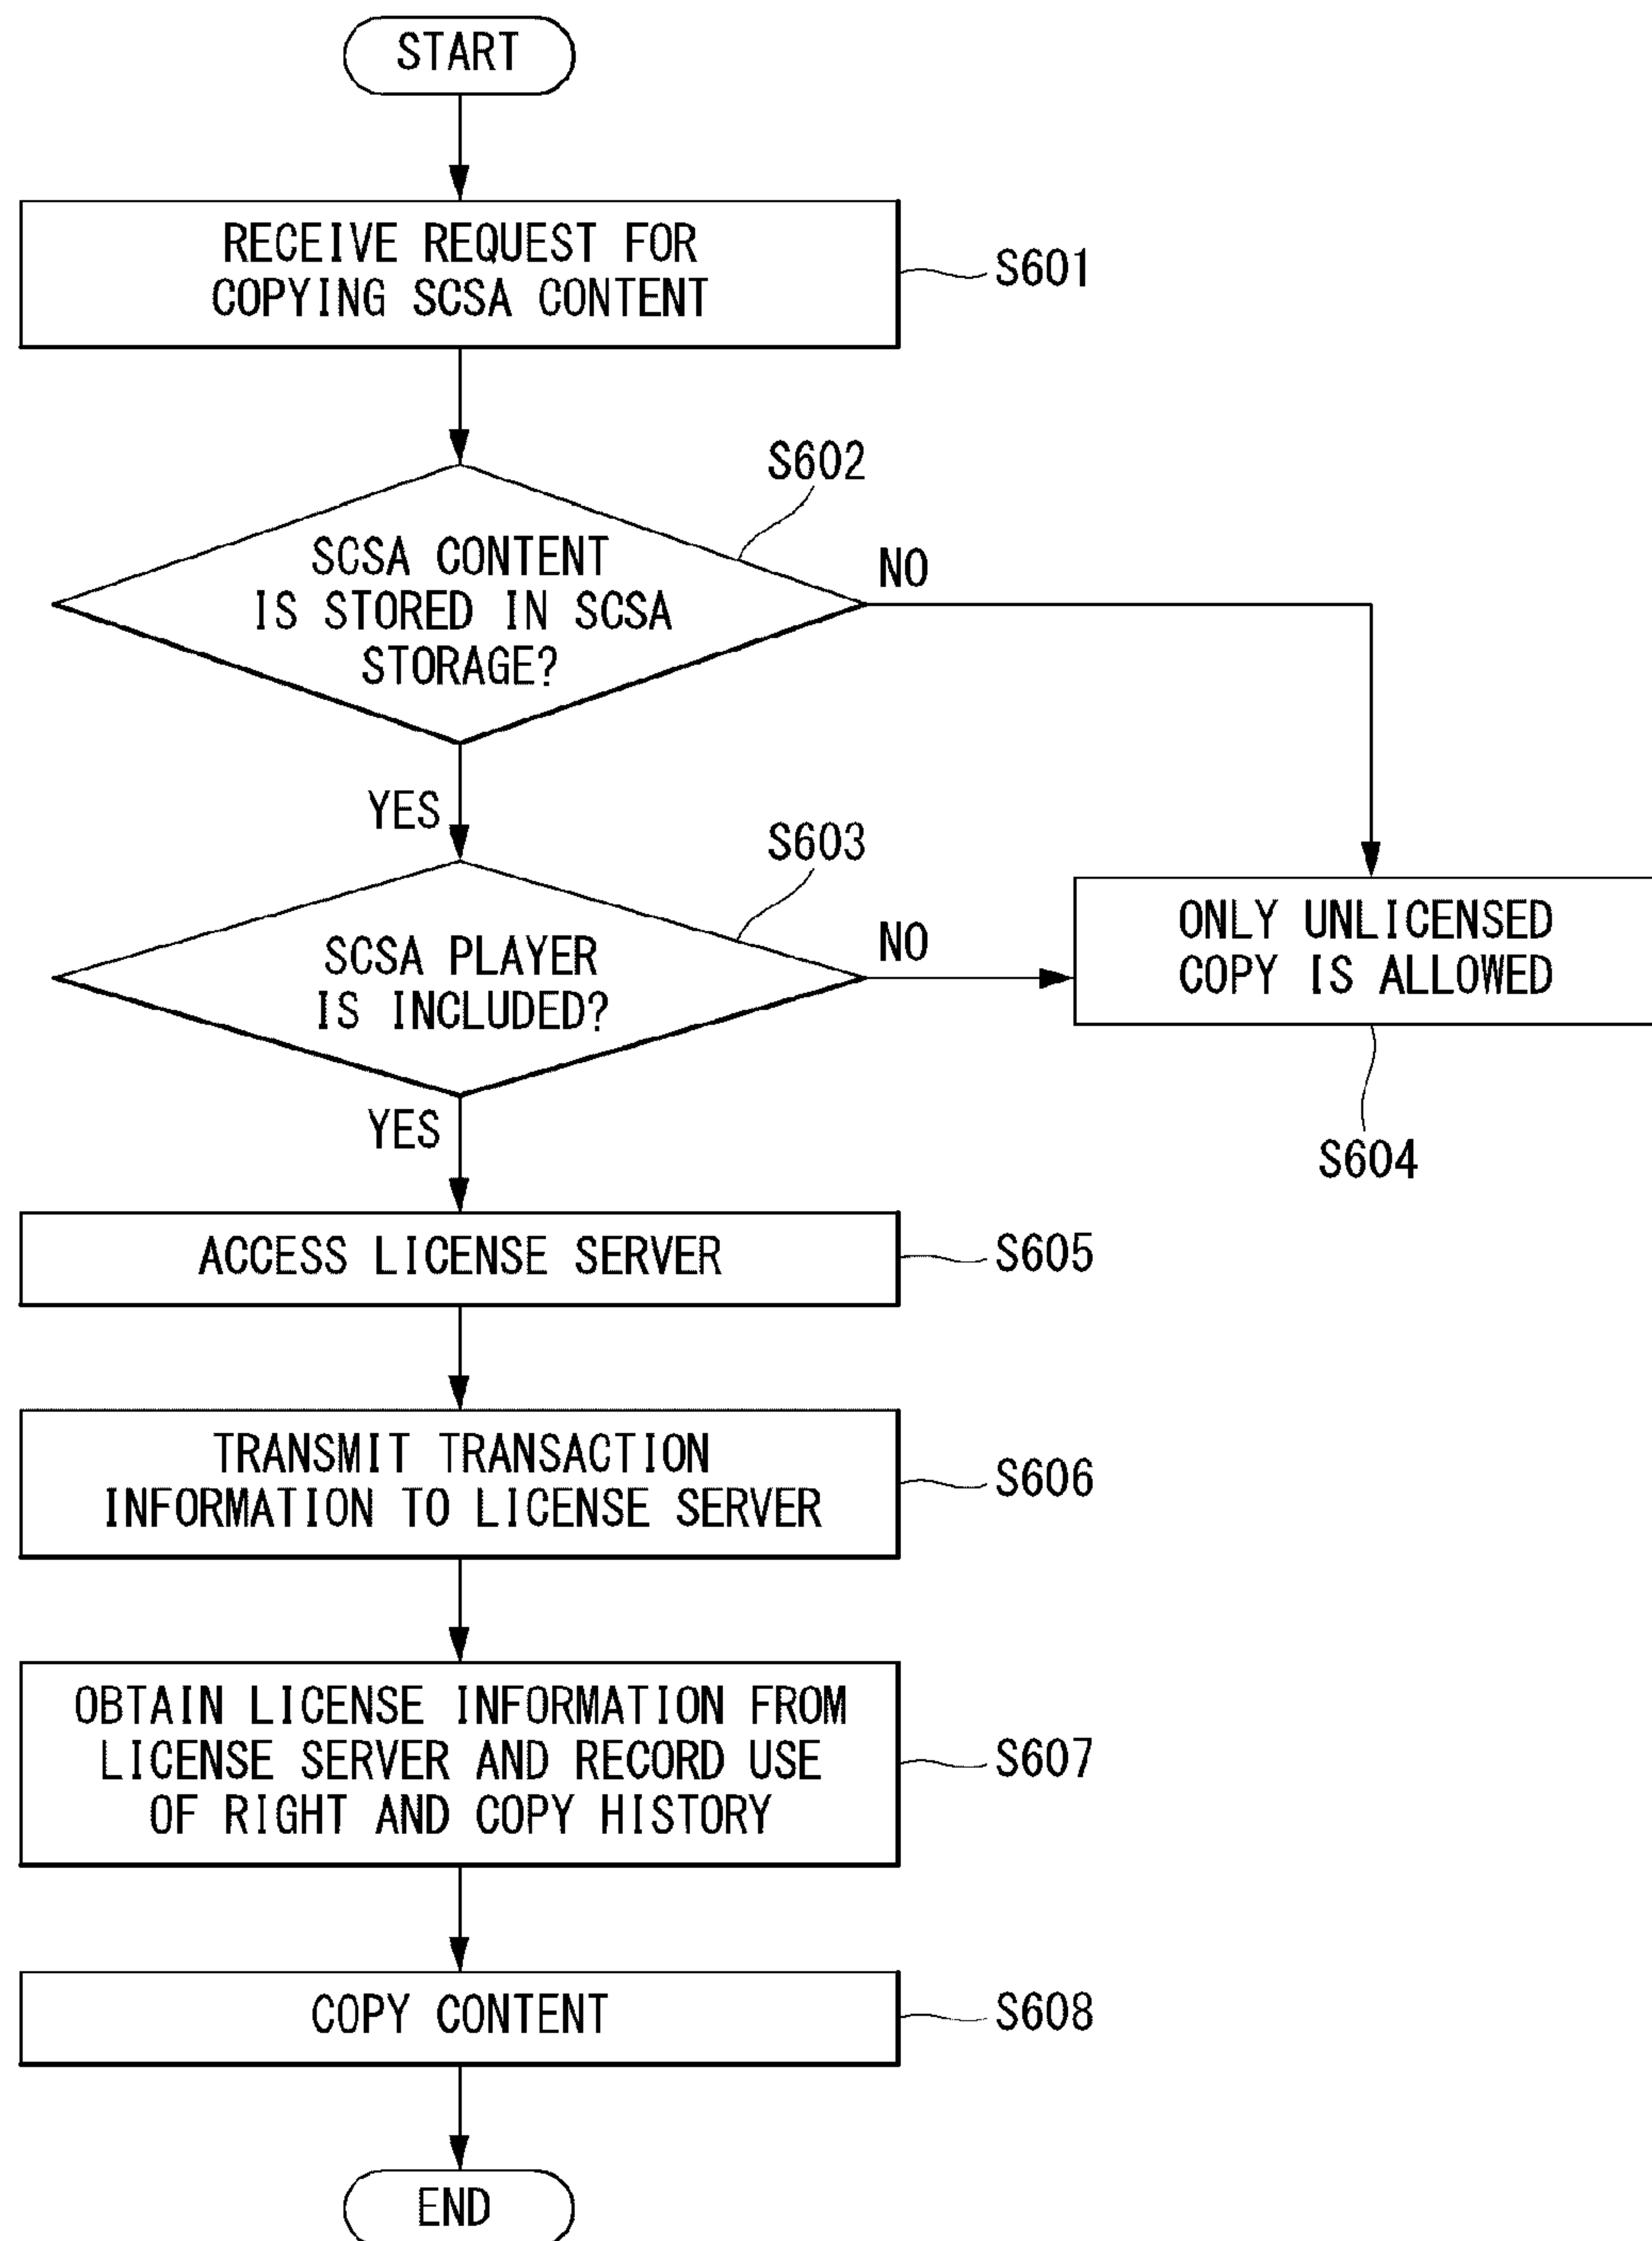 START
RECEIVE REQUEST FOR
COPYING SCSA CONTENT
S601
S602
SCSA CONTENT
IS STORED IN SCSA
STORAGE?
NO
YES
S603
SCSA PLAYER
IS INCLUDED?
NO
ONLY UNLICENSED
COPY IS ALLOWED
S604
YES
ACCESS LICENSE SERVER
S605
TRANSMIT TRANSACTION
INFORMATION TO LICENSE SERVER
S606
OBTAIN LICENSE INFORMATION FROM
LICENSE SERVER AND RECORD USE
OF RIGHT AND COPY HISTORY
S607
COPY CONTENT
S608
END